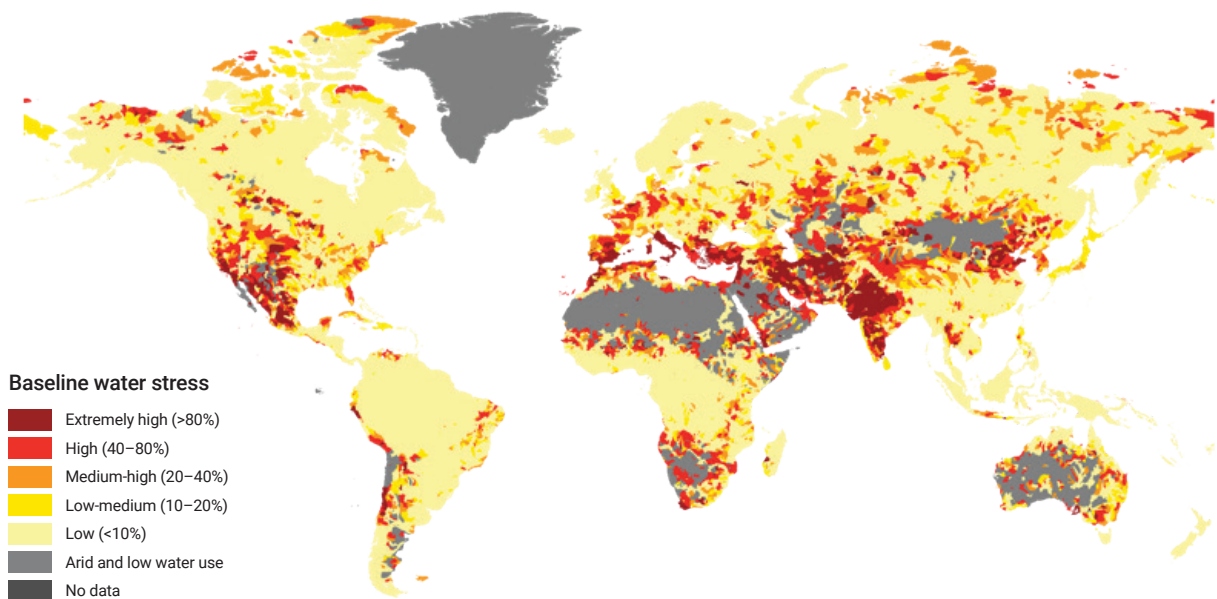 Baseline water stress
Extremely high (>80%)
High (40–80%)
Medium-high (20–40%)
Low-medium (10–20%)
Low (<10%)
Arid and low water use
No data